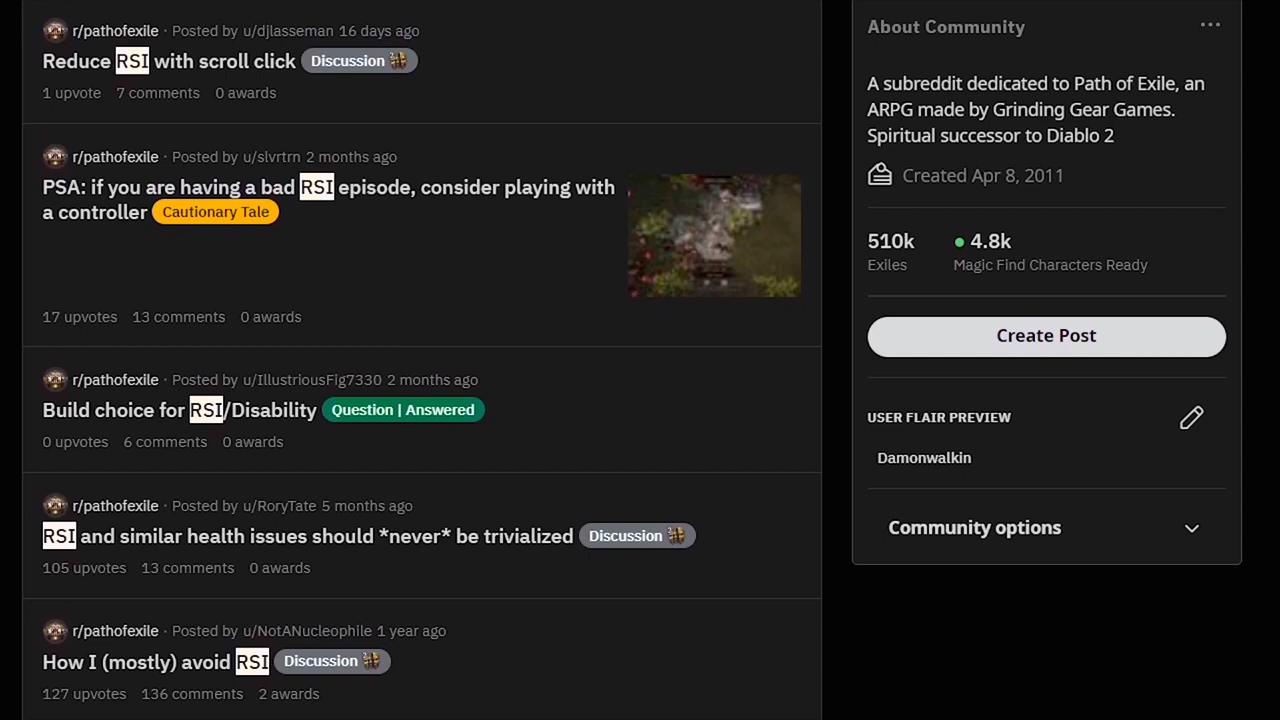 r/pathofexile · Posted by u/djlasseman 16 days ago
Reduce RSI with scroll click Discussion
1 upvote 7 comments 0 awards
r/pathofexile · Posted by u/slvrtrn 2 months ago
PSA: if you are having a bad RSI episode, consider playing with
a controller Cautionary Tale
17 upvotes 13 comments 0 awards
r/pathofexile · Posted by u/IllustriousFig7330 2 months ago
Build choice for RSI/Disability Question | Answered
0 upvotes 6 comments 0 awards
r/pathofexile · Posted by u/RoryTate 5 months ago
RSI and similar health issues should *never* be trivialized Discussion
105 upvotes 13 comments 0 awards
r/pathofexile · Posted by u/NotANucleophile 1 year ago
How I (mostly) avoid RSI Discussion
127 upvotes 136 comments 2 awards
About Community
A subreddit dedicated to Path of Exile, an
ARPG made by Grinding Gear Games.
Spiritual successor to Diablo 2
Created Apr 8, 2011
510k 4.8k
Exiles Magic Find Characters Ready
Create Post
USER FLAIR PREVIEW
Damonwalkin
Community options